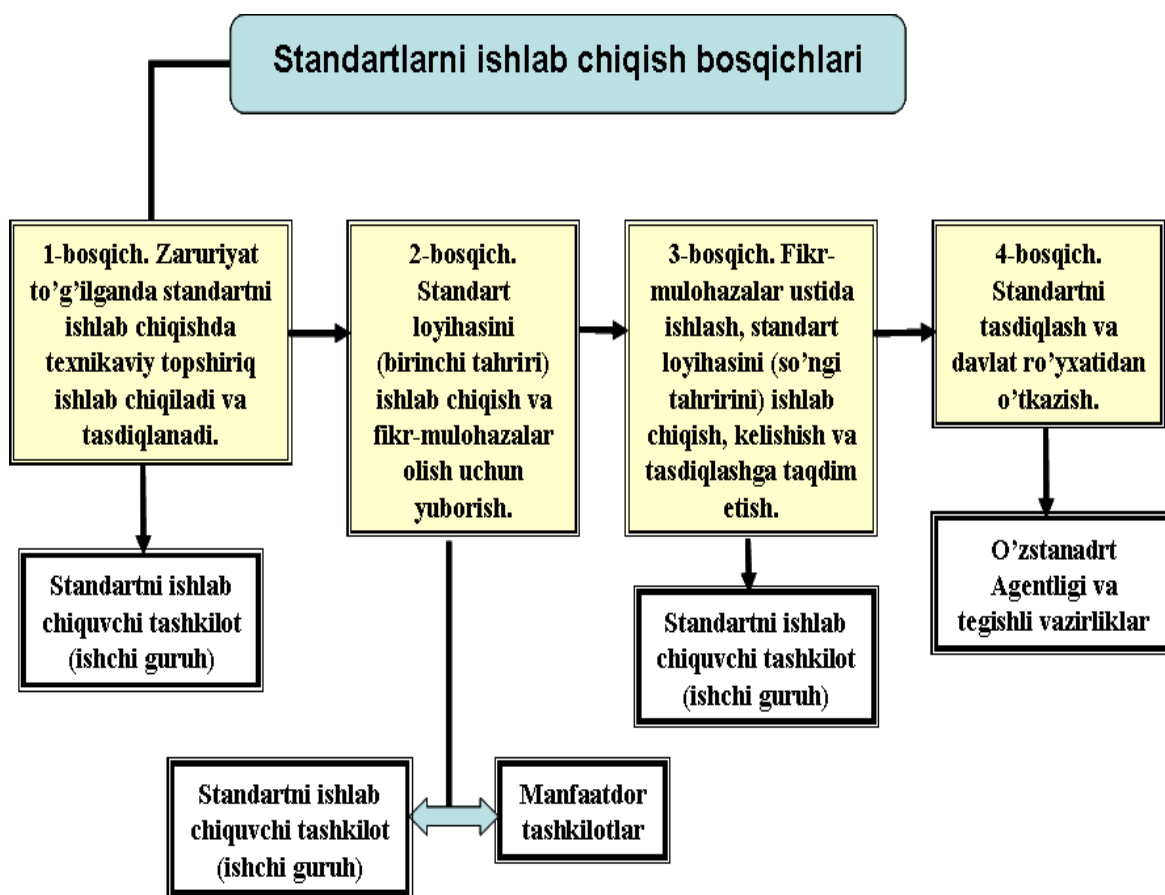 Standartlarni ishlab chiqish bosqichlari
1-bosqich. Zaruriyat
to’g’ilganda standartni
ishlab chiqishda
texnikaviy topshiriq
ishlab chiqiladi va
tasdiqlanadi.
2-bosqich.
Standart
loyihasini
(birinchi tahriri)
ishlab chiqish va
fikr-mulohazalar
olish uchun
yuborish.
3-bosqich. Fikr-
mulohazalar ustida
ishlash, standart
loyihasini (so’ngi
tahririni) ishlab
chiqish, kelishish va
tasdiqlashga taqdim
etish.
4-bosqich.
Standartni
tasdiqlash va
davlat ro’yxatidan
o’tkazish.
Standartni ishlab
chiquvchi tashkilot
(ishchi guruh)
Standartni ishlab
chiquvchi tashkilot
(ishchi guruh)
O’zstanadrt
Agentligi va
tegishli vazirliklar
Standartni ishlab
chiquvchi tashkilot
(ishchi guruh)
Manfaatdor
tashkilotlar